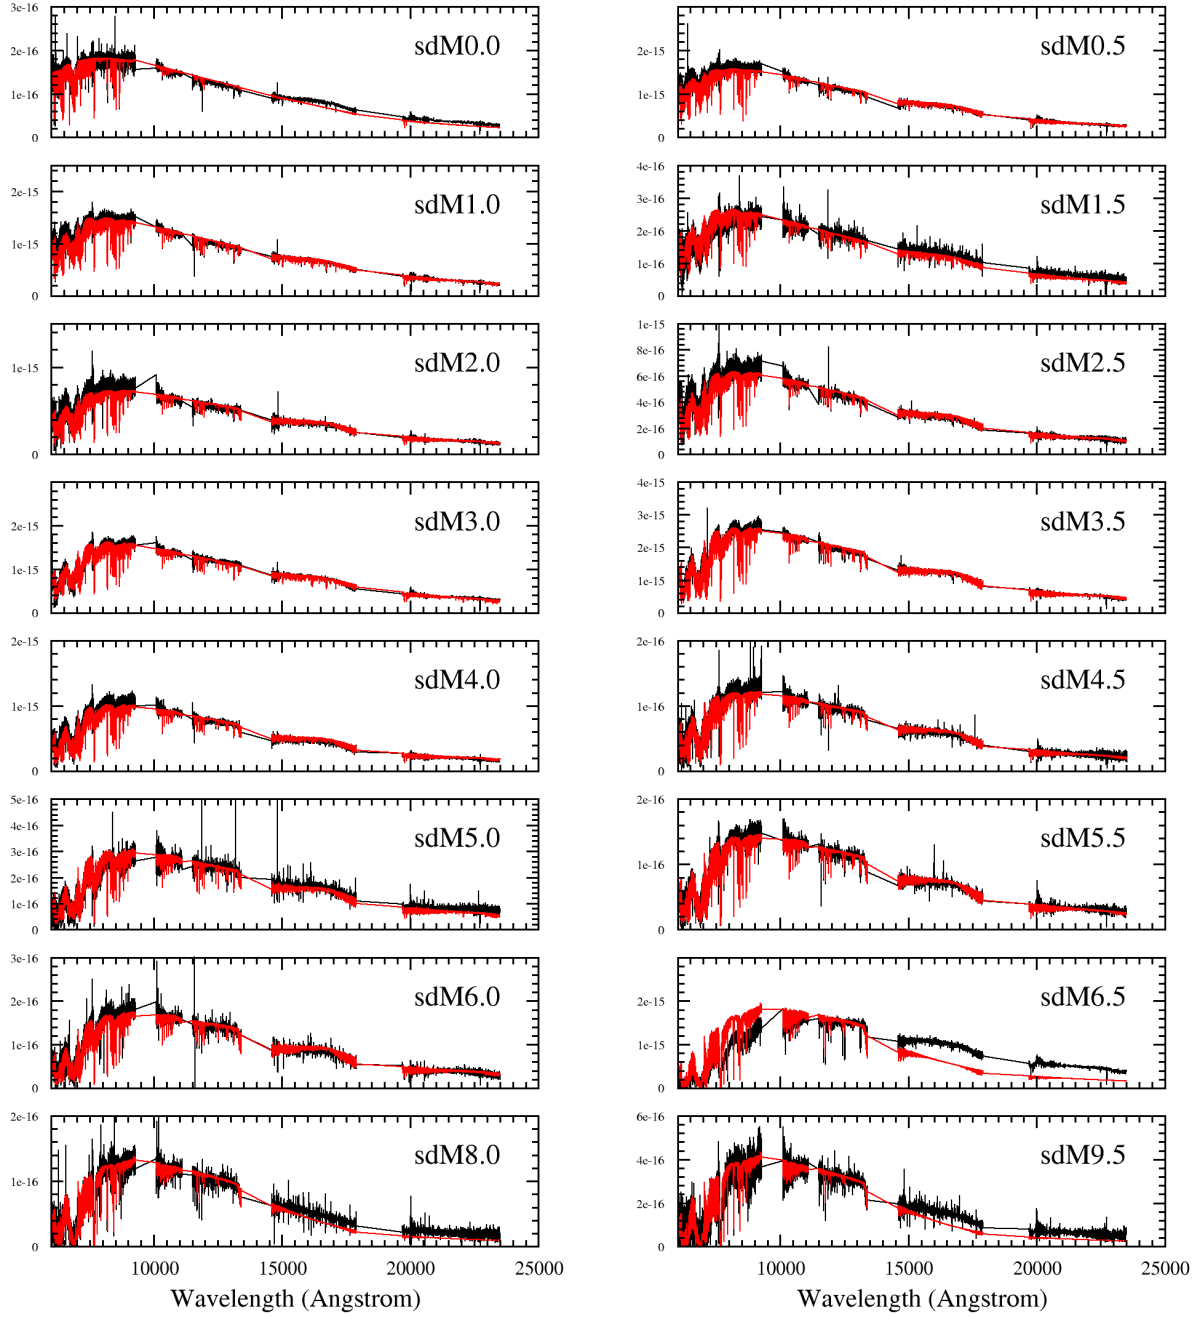 3e-16
2e-16
1e-16
0
sdM0.0
2e-15
1e-15
0
sdM0.5
2e-15
1e-15
0
sdM1.0
4e-16
3e-16
2e-16
1e-16
0
sdM1.5
1e-15
0
sdM2.0
1e-15
8e-16
6e-16
4e-16
2e-16
0
sdM2.5
2e-15
1e-15
0
sdM3.0
4e-15
3e-15
2e-15
1e-15
0
sdM3.5
2e-15
1e-15
0
sdM4.0
2e-16
1e-16
0
sdM4.5
5e-16
4e-16
3e-16
2e-16
1e-16
0
sdM5.0
2e-16
1e-16
0
sdM5.5
3e-16
2e-16
1e-16
0
sdM6.0
2e-15
1e-15
0
sdM6.5
2e-16
1e-16
0
sdM8.0
6e-16
4e-16
2e-16
0
sdM9.5
10000 15000 20000 25000
Wavelength (Angstrom)
10000 15000 20000 25000
Wavelength (Angstrom)